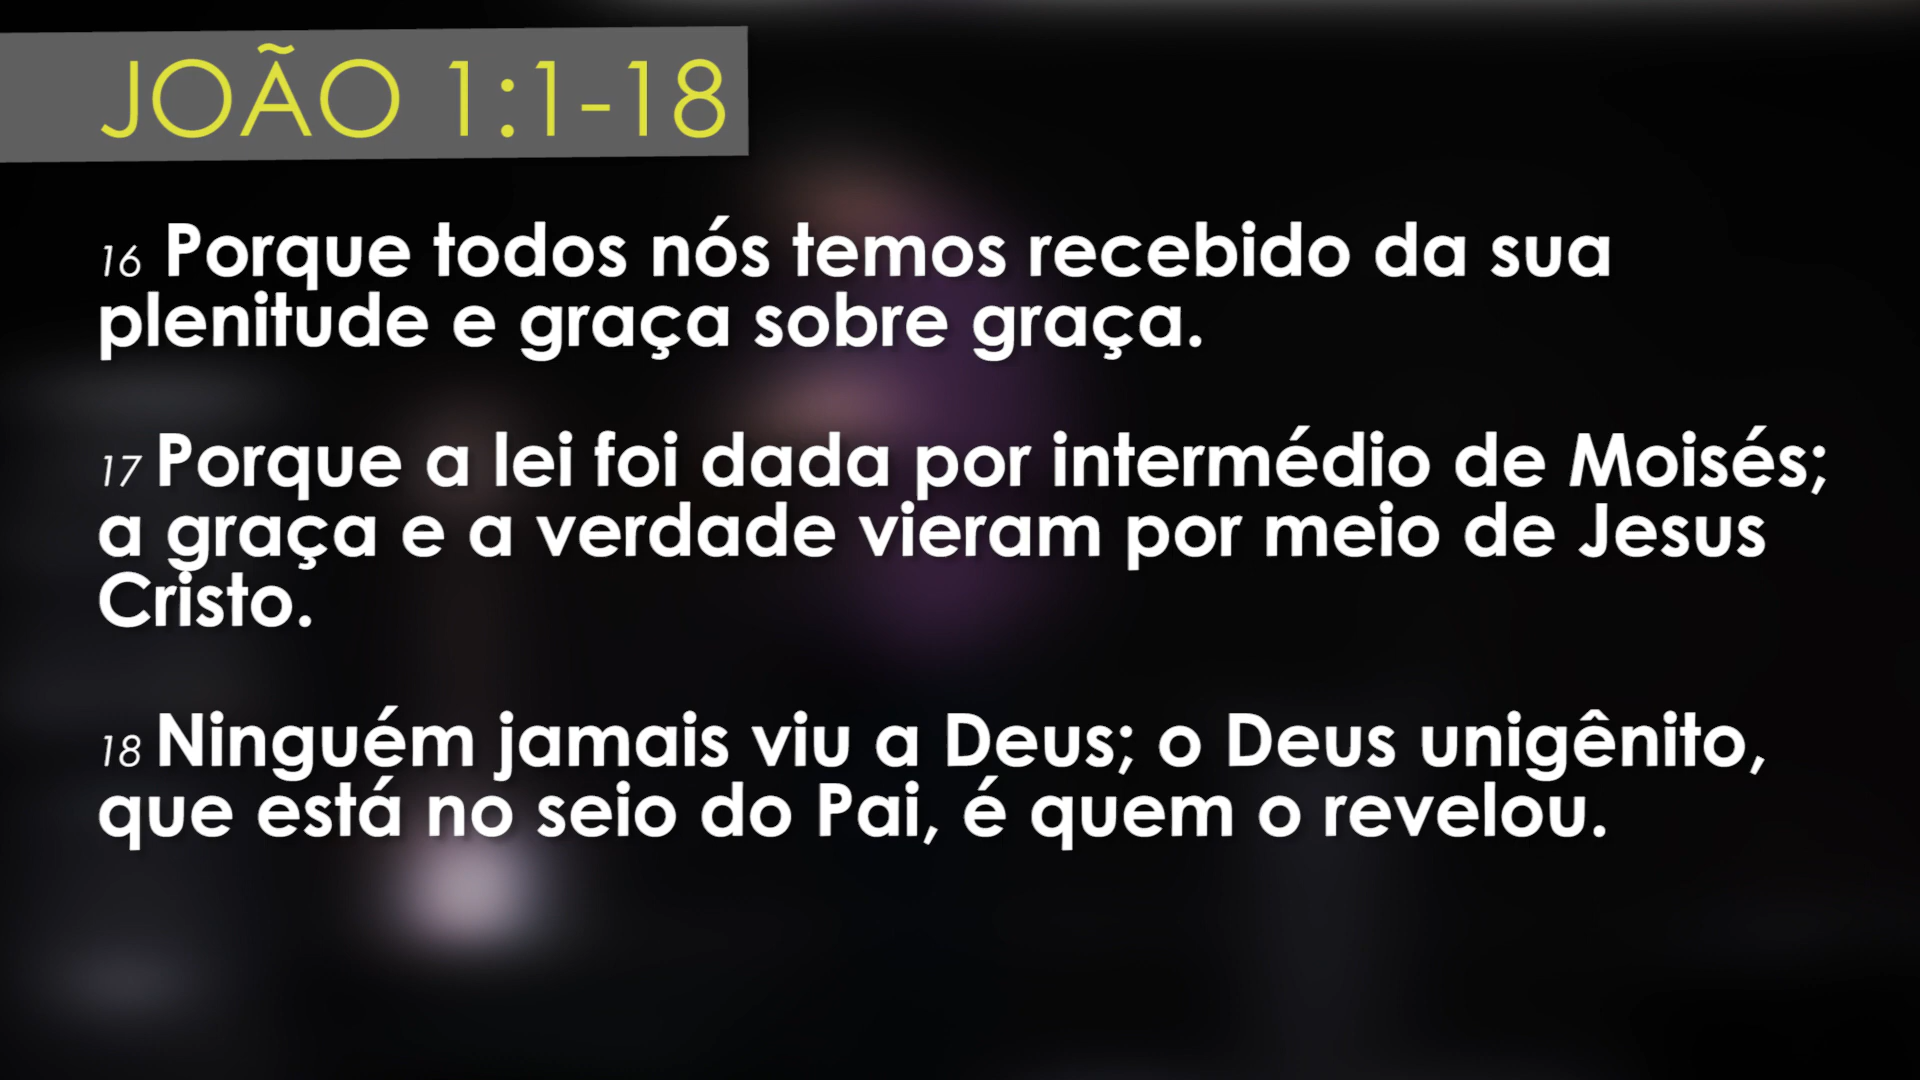 JOÃO 1:1-18
16 Porque todos nós temos recebido da sua
plenitude e graça sobre graça.
17 Porque a lei foi dada por intermédio de Moisés;
a graça e a verdade vieram por meio de Jesus
Cristo.
18 Ninguém jamais viu a Deus; o Deus unigênito,
que está no seio do Pai, é quem o revelou.